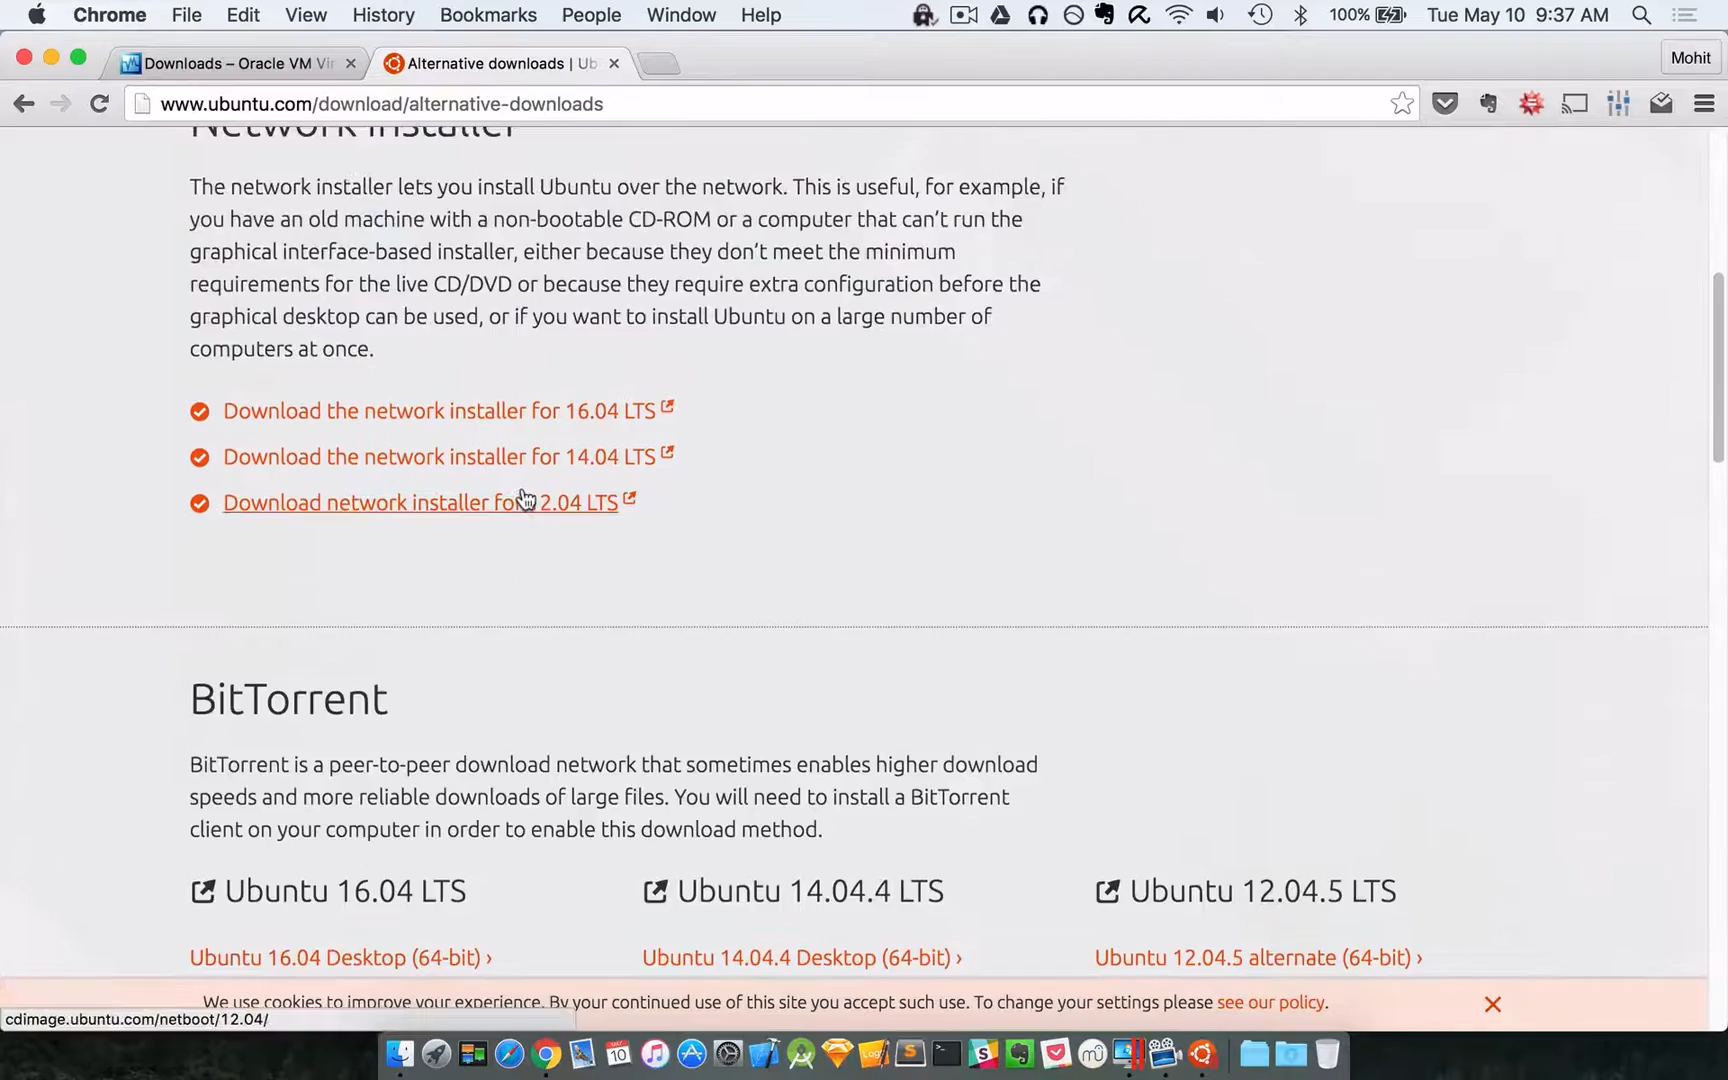 Chrome File Edit View History Bookmarks People Window Help 100% Tue May 10 9:37 AM
Downloads – Oracle VM Vir
Alternative downloads | Ub
Mohit
www.ubuntu.com/download/alternative-downloads
Network installer
The network installer lets you install Ubuntu over the network. This is useful, for example, if
you have an old machine with a non-bootable CD-ROM or a computer that can’t run the
graphical interface-based installer, either because they don’t meet the minimum
requirements for the live CD/DVD or because they require extra configuration before the
graphical desktop can be used, or if you want to install Ubuntu on a large number of
computers at once.
Download the network installer for 16.04 LTS
Download the network installer for 14.04 LTS
Download network installer for 2.04 LTS
BitTorrent
BitTorrent is a peer-to-peer download network that sometimes enables higher download
speeds and more reliable downloads of large files. You will need to install a BitTorrent
client on your computer in order to enable this download method.
Ubuntu 16.04 LTS
Ubuntu 14.04.4 LTS
Ubuntu 12.04.5 LTS
Ubuntu 16.04 Desktop (64-bit) ›
Ubuntu 14.04.4 Desktop (64-bit) ›
Ubuntu 12.04.5 alternate (64-bit) ›
We use cookies to improve your experience. By your continued use of this site you accept such use. To change your settings please see our policy.
cdimage.ubuntu.com/netboot/12.04/